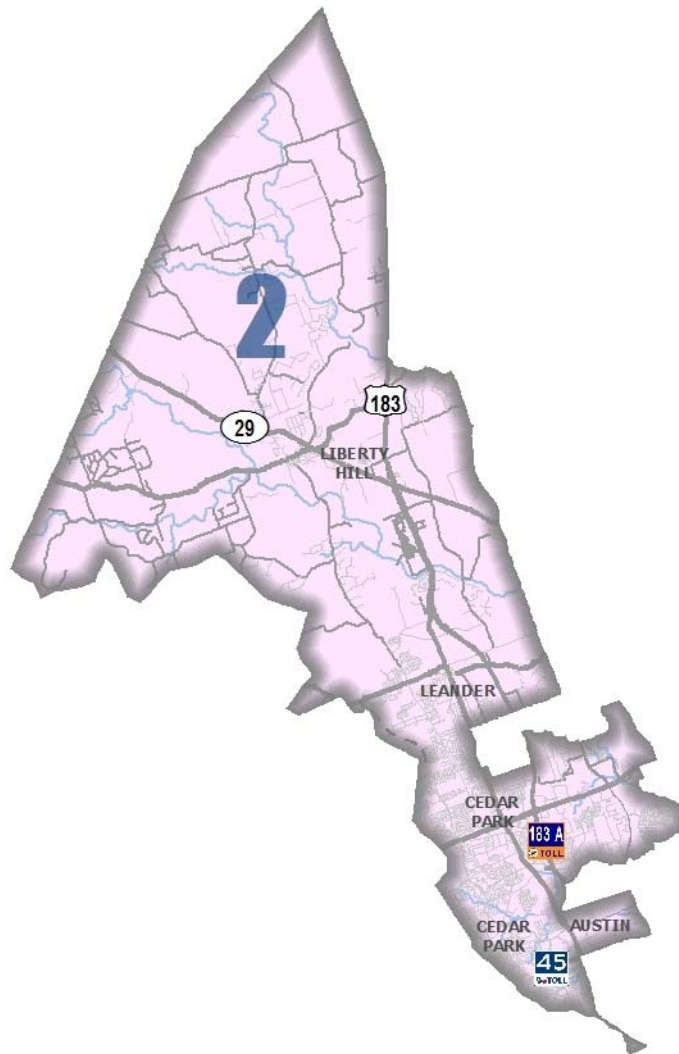 2
183
29
LIBERTY
HILL
LEANDER
CEDAR
PARK
183 A
TOLL
CEDAR
PARK
AUSTIN
45
TOLL